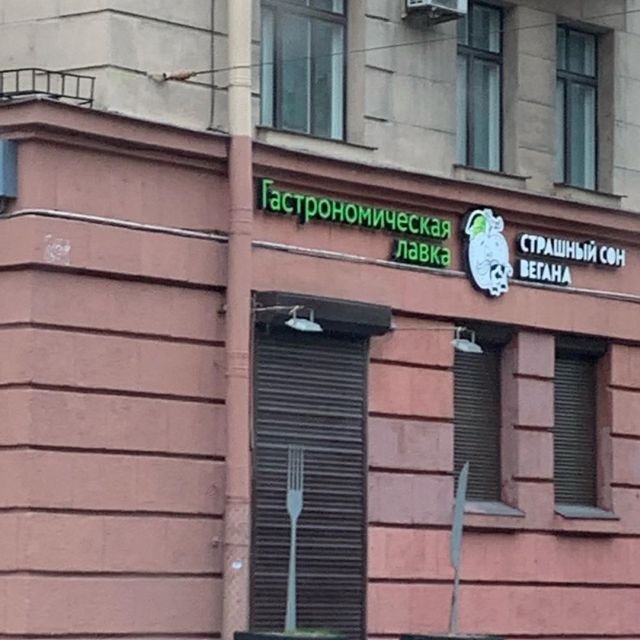 Гастрономическая
лавка
СТРАШНЫЙ СОН
ВЕГАНА